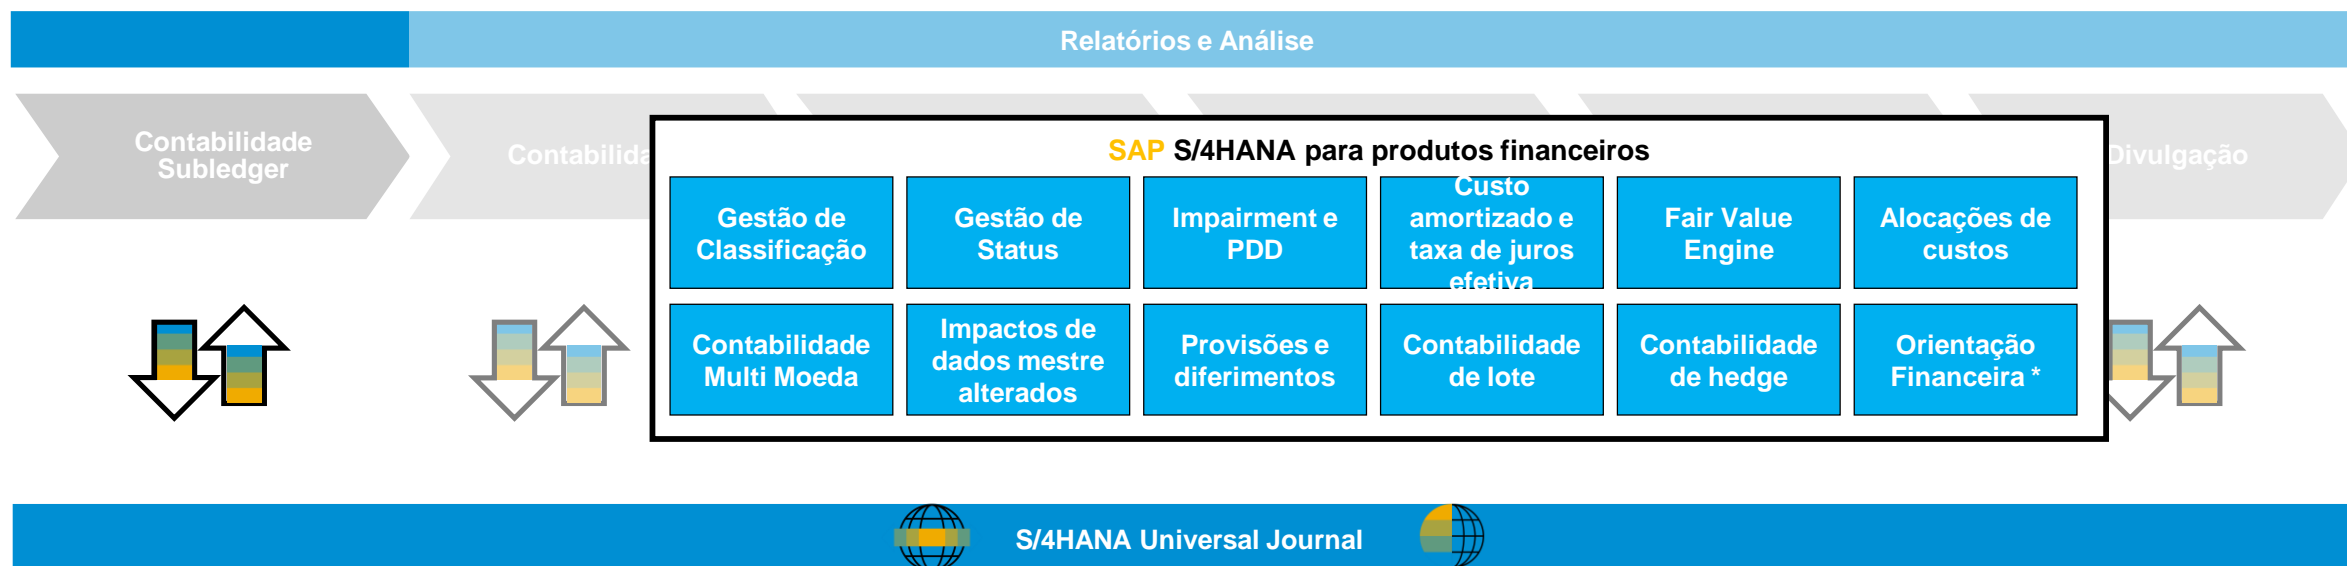 Relatórios e Análise
Contabilidade
Subledger
SAP S/4HANA para produtos financeiros
Divulgação
Gestão de
Classificação
Gestão de
Status
Impairment e
PDD
Custo
amortizado e
taxa de juros
efetiva
Fair Value
Engine
Alocações de
custos
Contabilidade
Multi Moeda
Impactos de
dados mestre
alterados
Provisões e
diferimentos
Contabilidade
de lote
Contabilidade
de hedge
Orientação
Financeira *
S/4HANA Universal Journal